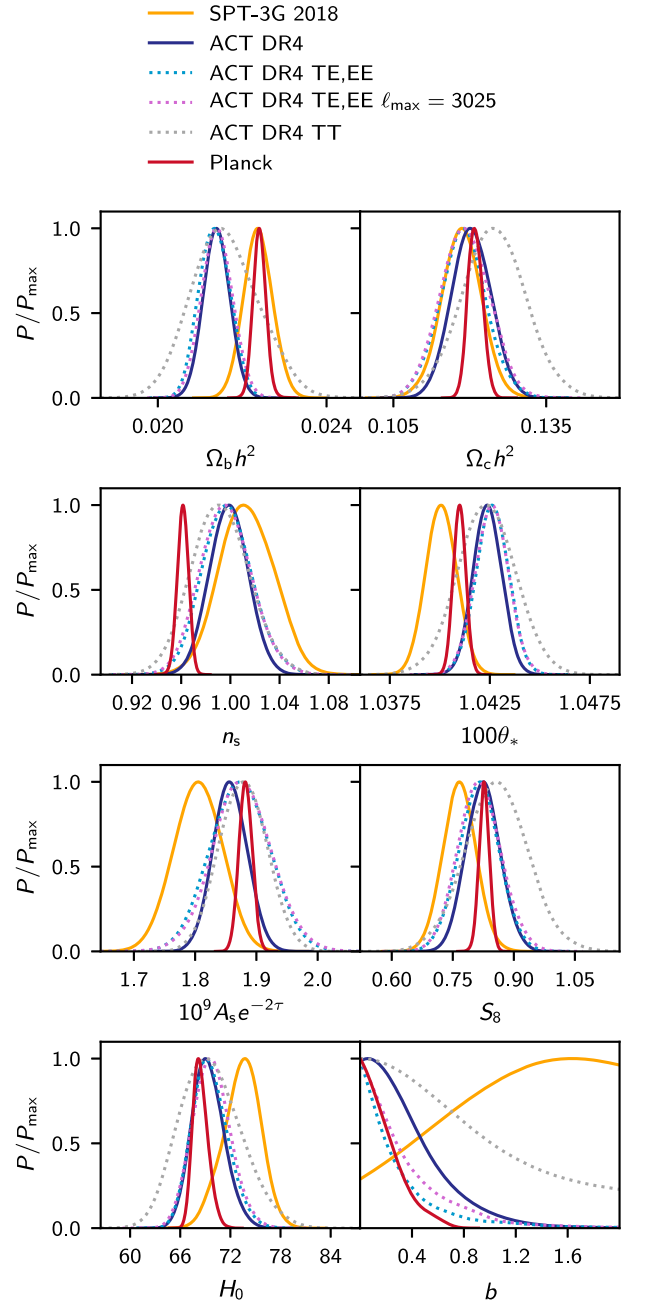 SPT-3G 2018
ACT DR4
ACT DR4 TE,EE
ACT DR4 TE,EE ℓmax = 3025
ACT DR4 TT
Planck
P/Pmax
1.0
0.5
0.0
0.020 0.024
Ωbh²
0.105 0.135
Ωch²
P/Pmax
1.0
0.5
0.0
0.92 0.96 1.00 1.04 1.08
ns
1.0375 1.0425 1.0475
100θ*
P/Pmax
1.0
0.5
0.0
1.7 1.8 1.9 2.0
10⁹Ase⁻²τ
0.60 0.75 0.90 1.05
S8
P/Pmax
1.0
0.5
0.0
60 66 72 78 84
H0
0.4 0.8 1.2 1.6
b